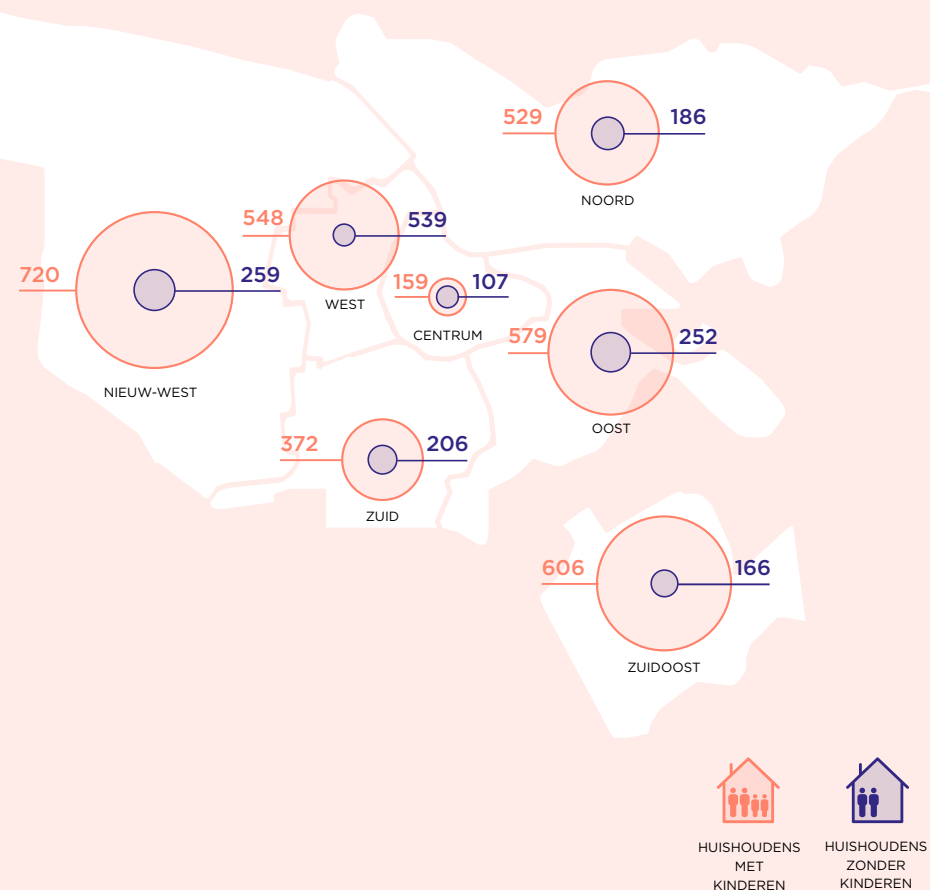 529
186
NOORD
548
539
WEST
720
259
NIEUW-WEST
159
107
CENTRUM
579
252
OOST
372
206
ZUID
606
166
ZUIDOOST
HUISHOUDENS
MET
KINDEREN
HUISHOUDENS
ZONDER
KINDEREN